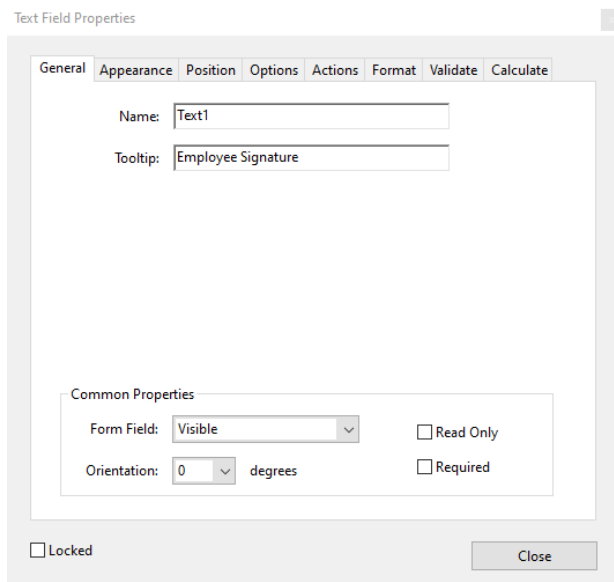 Text Field Properties
General Appearance Position Options Actions Format Validate Calculate
Name: Text1
Tooltip: Employee Signature
Common Properties
Form Field: Visible
Read Only
Orientation: 0 degrees
Required
Locked
Close